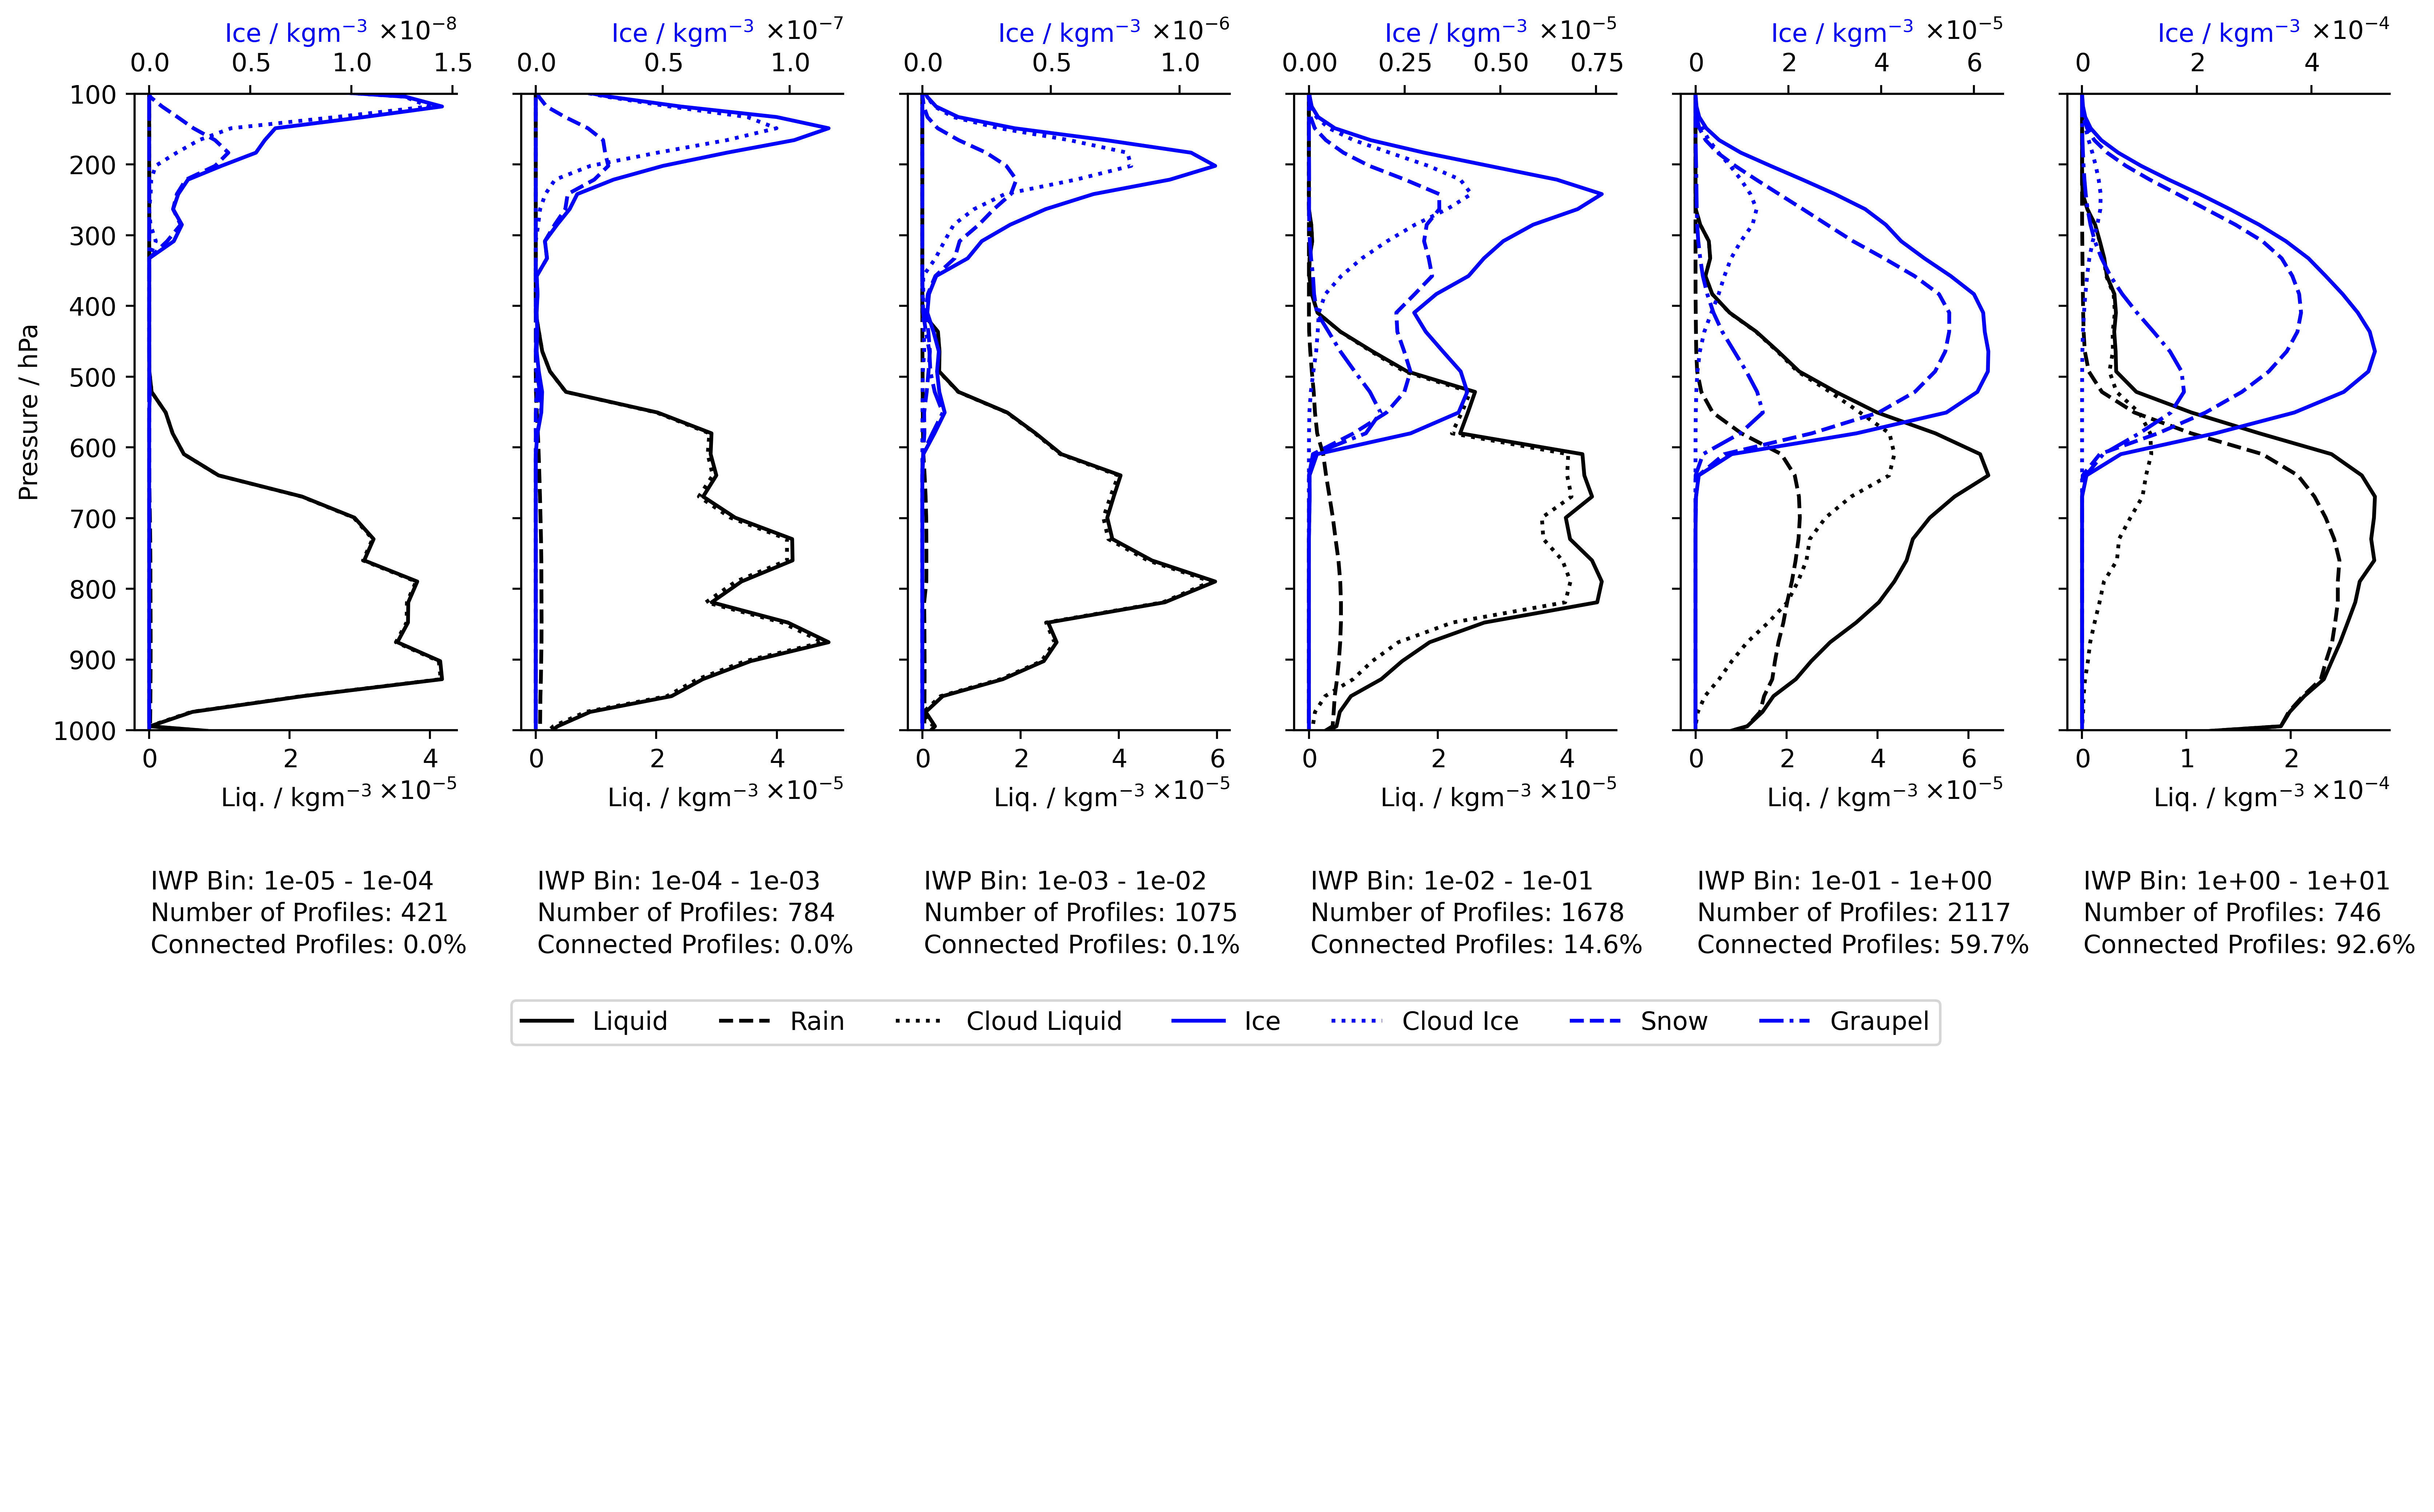 Ice / kgm⁻³ ×10⁻⁸ Ice / kgm⁻³ ×10⁻⁷ Ice / kgm⁻³ ×10⁻⁶ Ice / kgm⁻³ ×10⁻⁵ Ice / kgm⁻³ ×10⁻⁵ Ice / kgm⁻³ ×10⁻⁴
0.0 0.5 1.0 1.5 0.0 0.5 1.0 0.0 0.5 1.0 0.00 0.25 0.50 0.75 0 2 4 6 0 2 4
100
200
300
400
500
600
700
800
900
1000
Pressure / hPa
0 2 4 0 2 4 0 2 4 6 0 2 4 0 2 4 6 0 1 2
Liq. / kgm⁻³ ×10⁻⁵ Liq. / kgm⁻³ ×10⁻⁵ Liq. / kgm⁻³ ×10⁻⁵ Liq. / kgm⁻³ ×10⁻⁵ Liq. / kgm⁻³ ×10⁻⁵ Liq. / kgm⁻³ ×10⁻⁴
IWP Bin: 1e-05 - 1e-04
Number of Profiles: 421
Connected Profiles: 0.0%
IWP Bin: 1e-04 - 1e-03
Number of Profiles: 784
Connected Profiles: 0.0%
IWP Bin: 1e-03 - 1e-02
Number of Profiles: 1075
Connected Profiles: 0.1%
IWP Bin: 1e-02 - 1e-01
Number of Profiles: 1678
Connected Profiles: 14.6%
IWP Bin: 1e-01 - 1e+00
Number of Profiles: 2117
Connected Profiles: 59.7%
IWP Bin: 1e+00 - 1e+01
Number of Profiles: 746
Connected Profiles: 92.6%
Liquid Rain Cloud Liquid Ice Cloud Ice Snow Graupel